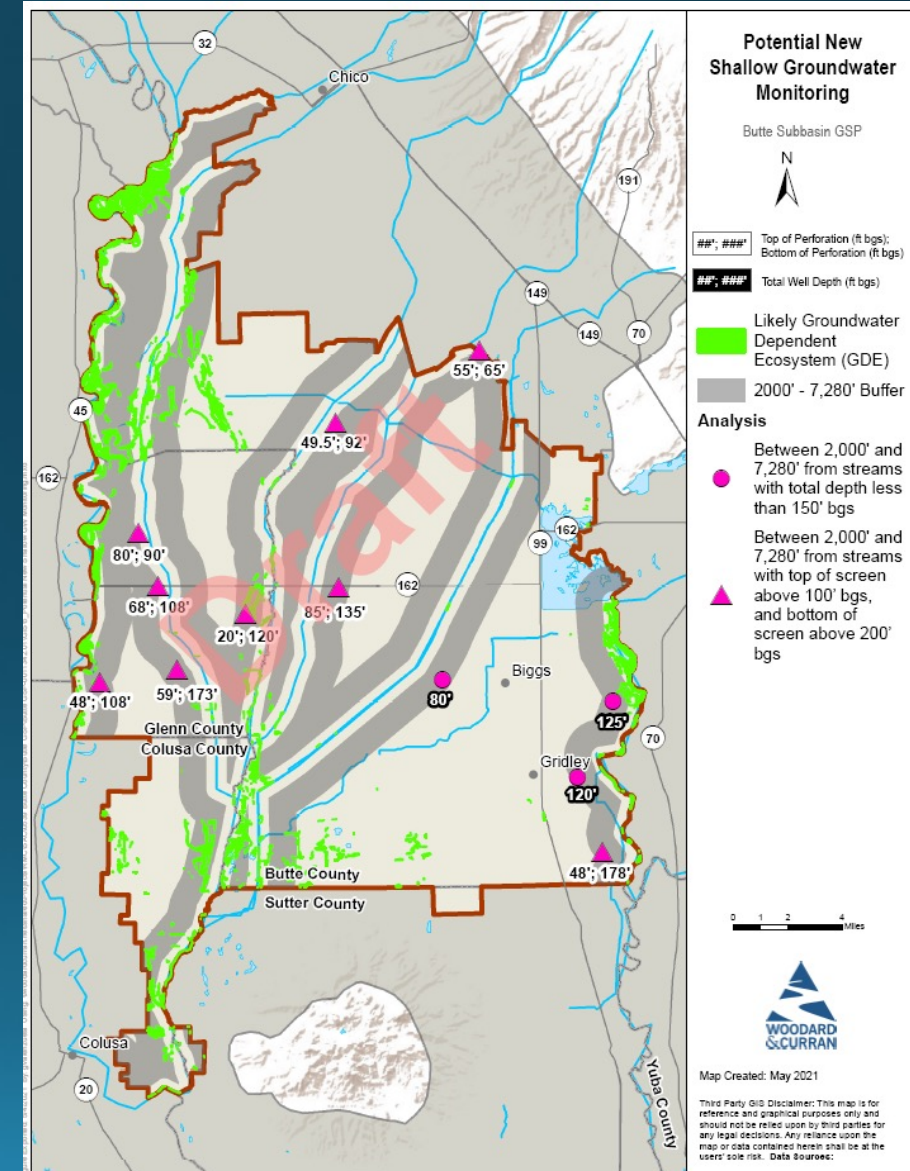 Potential New
Shallow Groundwater
Monitoring
Butte Subbasin GSP
N
##'; ###'
Top of Perforation (ft bgs);
Bottom of Perforation (ft bgs)
##'; ###'
Total Well Depth (ft bgs)
Likely Groundwater
Dependent
Ecosystem (GDE)
2000' - 7,280' Buffer
Analysis
Between 2,000' and
7,280' from streams
with total depth less
than 150' bgs
Between 2,000' and
7,280' from streams
with top of screen
above 100' bgs,
and bottom of
screen above 200'
bgs
0 1 2 4
Miles
WOODARD
&CURRAN
Map Created: May 2021
Third Party GIS Disclaimer: This map is for
reference and graphical purposes only and
should not be relied upon by third parties for
any legal decisions. Any reliance upon the
map or data contained herein shall be at the
users' sole risk. Data Sources:
32
Chico
191
149
149
70
55'; 65'
45
49.5'; 92'
162
80'; 90'
99
162
68'; 108'
85'; 135'
162
20'; 120'
Draft
48'; 108'
59'; 173'
80'
Biggs
125'
Glenn County
Colusa County
70
Gridley
120'
48'; 178'
Butte County
Sutter County
Colusa
20
Yuba County